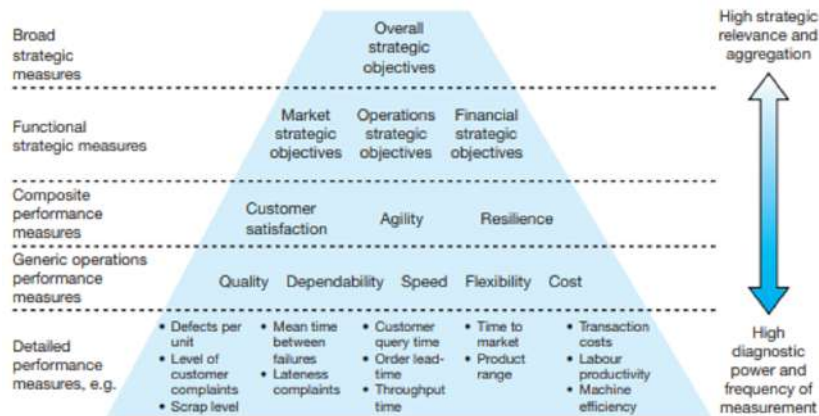 Broad
strategic
measures
Overall
strategic
objectives
High strategic
relevance and
aggregation
Functional
strategic measures
Market
strategic
objectives
Operations
strategic
objectives
Financial
strategic
objectives
Composite
performance
measures
Customer
satisfaction
Agility
Resilience
Generic operations
performance
measures
Quality
Dependability
Speed
Flexibility
Cost
Detailed
performance
measures, e.g.
• Defects per
unit
• Level of
customer
complaints
• Scrap level
• Mean time
between
failures
• Lateness
complaints
• Customer
query time
• Order lead-
time
• Throughput
time
• Time to
market
• Product
range
• Transaction
costs
• Labour
productivity
• Machine
efficiency
High
diagnostic
power and
frequency of
measurement